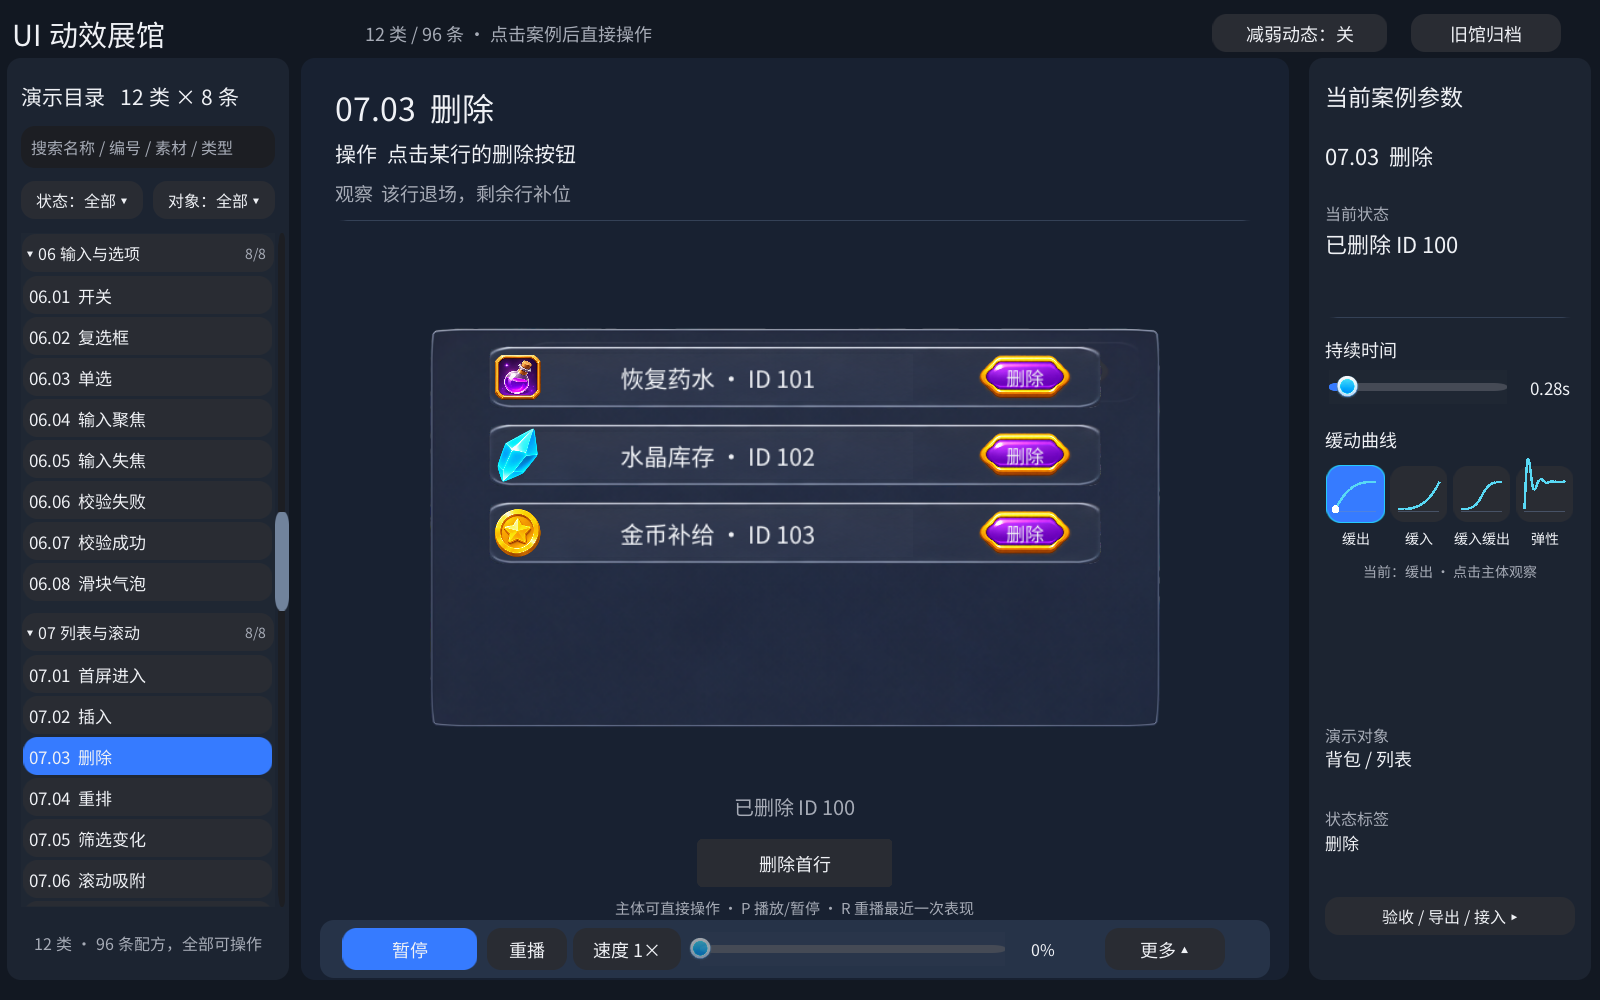 UI 动效展馆
12 类 / 96 条 · 点击案例后直接操作
减弱动态：关
旧馆归档
演示目录 12 类 × 8 条
搜索名称 / 编号 / 素材 / 类型
状态：全部 ▾
对象：全部 ▾
▾ 06 输入与选项 8/8
06.01 开关
06.02 复选框
06.03 单选
06.04 输入聚焦
06.05 输入失焦
06.06 校验失败
06.07 校验成功
06.08 滑块气泡
▾ 07 列表与滚动 8/8
07.01 首屏进入
07.02 插入
07.03 删除
07.04 重排
07.05 筛选变化
07.06 滚动吸附
12 类 · 96 条配方，全部可操作
07.03 删除
操作 点击某行的删除按钮
观察 该行退场，剩余行补位
恢复药水 · ID 101 删除
水晶库存 · ID 102 删除
金币补给 · ID 103 删除
已删除 ID 100
删除首行
主体可直接操作 · P 播放/暂停 · R 重播最近一次表现
暂停 重播 速度 1× 0% 更多 ▴
当前案例参数
07.03 删除
当前状态
已删除 ID 100
持续时间
0.28s
缓动曲线
缓出 缓入 缓入缓出 弹性
当前：缓出 · 点击主体观察
演示对象
背包 / 列表
状态标签
删除
验收 / 导出 / 接入 ▸